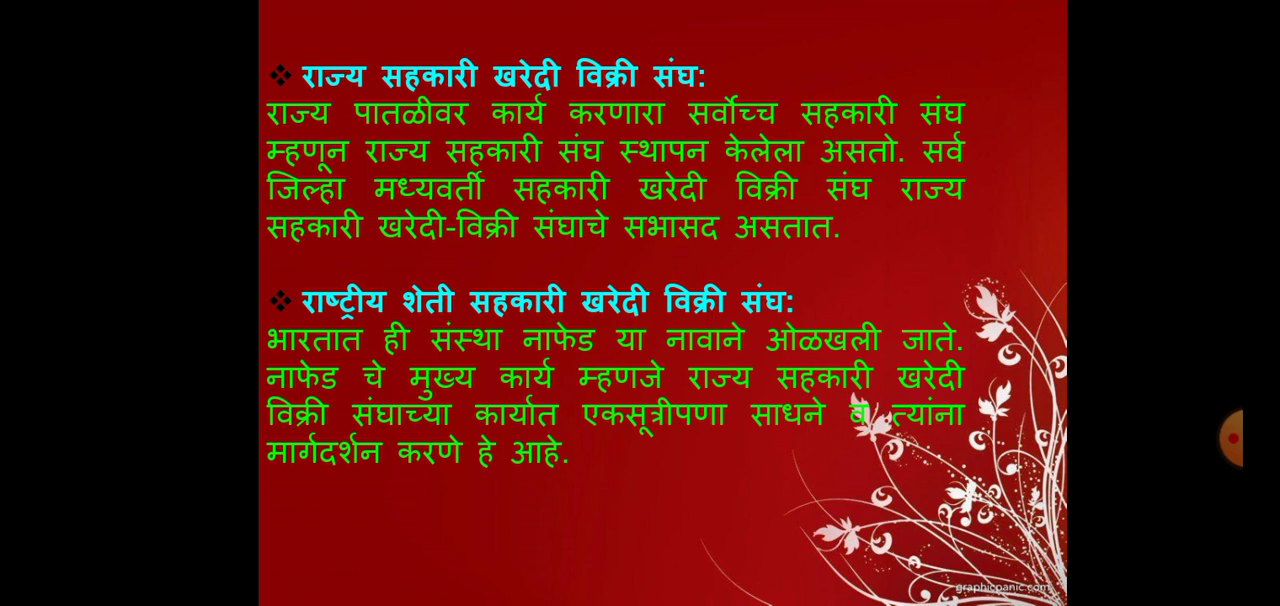 ❖ राज्य सहकारी खरेदी विक्री संघ:
राज्य पातळीवर कार्य करणारा सर्वोच्च सहकारी संघ
म्हणून राज्य सहकारी संघ स्थापन केलेला असतो. सर्व
जिल्हा मध्यवर्ती सहकारी खरेदी विक्री संघ राज्य
सहकारी खरेदी-विक्री संघाचे सभासद असतात.
❖ राष्ट्रीय शेती सहकारी खरेदी विक्री संघ:
भारतात ही संस्था नाफेड या नावाने ओळखली जाते.
नाफेड चे मुख्य कार्य म्हणजे राज्य सहकारी खरेदी
विक्री संघाच्या कार्यात एकसूत्रीपणा साधने व त्यांना
मार्गदर्शन करणे हे आहे.
graphicpanic.com